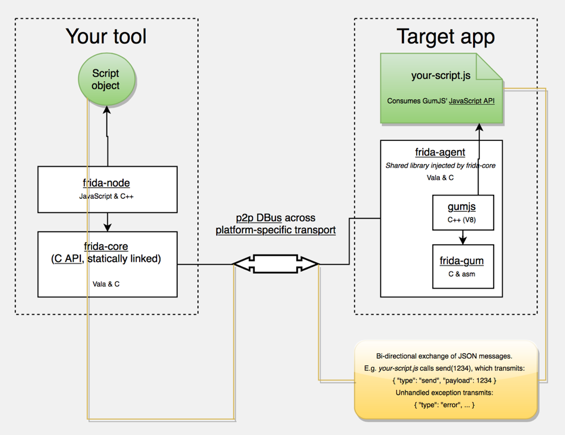 Your tool
Script
object
frida-node
JavaScript & C++
frida-core
(C API, statically linked)
Vala & C
p2p DBus across
platform-specific transport
Target app
your-script.js
Consumes GumJS' JavaScript API
frida-agent
Shared library injected by frida-core
Vala & C
gumjs
C++ (V8)
frida-gum
C & asm
Bi-directional exchange of JSON messages.
E.g. your-script.js calls send(1234), which transmits:
{ "type": "send", "payload": 1234 }
Unhandled exception transmits:
{ "type": "error", ... }